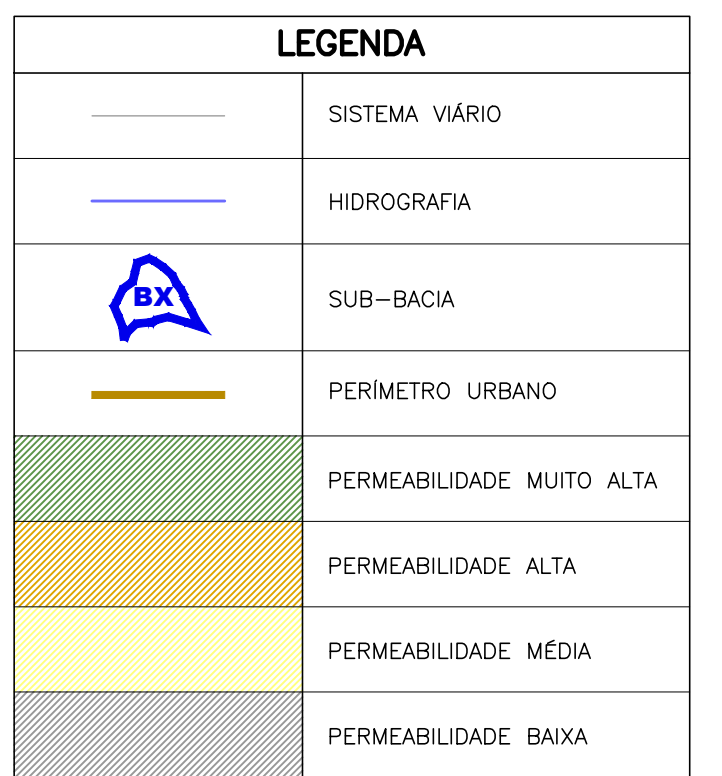 LEGENDA
SISTEMA VIÁRIO
HIDROGRAFIA
BX
SUB-BACIA
PERÍMETRO URBANO
PERMEABILIDADE MUITO ALTA
PERMEABILIDADE ALTA
PERMEABILIDADE MÉDIA
PERMEABILIDADE BAIXA